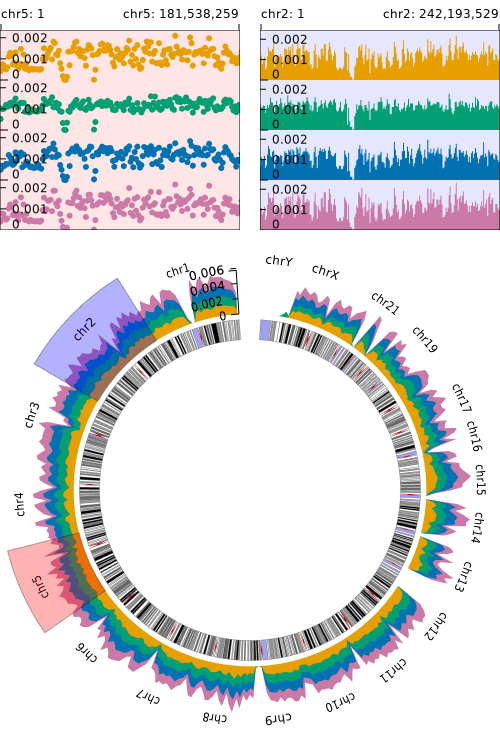 chr5: 1 chr5: 181,538,259 chr2: 1 chr2: 242,193,529
0.002 0.002
0.001 0.001
0 0
0.002 0.002
0.001 0.001
0 0
0.002 0.002
0.001 0.001
0 0
0.002 0.002
0.001 0.001
0 0
chrY
chrX
chr1
0.006
0.004
0.002
0
chr21
chr2
chr19
chr3
chr17
chr16
chr4
chr15
chr14
chr5
chr13
chr6
chr12
chr11
chr7
chr10
chr8
chr9